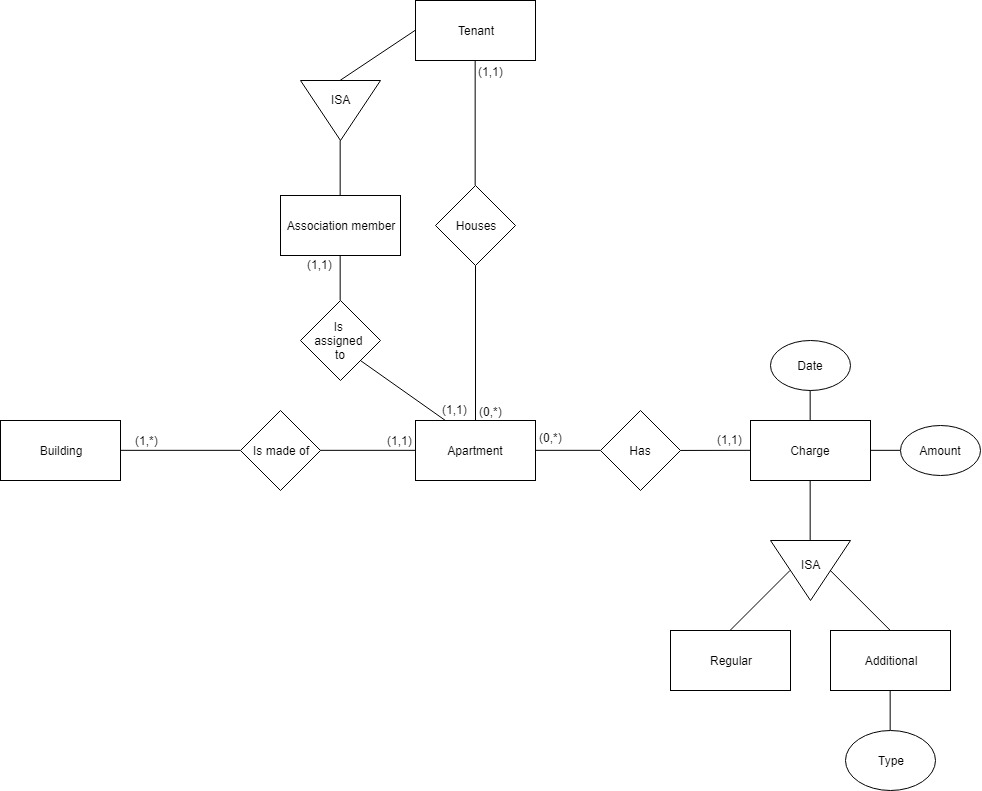 Tenant
(1,1)
ISA
Association member
Houses
(1,1)
Is
assigned
to
Date
(1,1)
(0,*)
Building
(1,*)
Is made of
(1,1)
Apartment
(0,*)
Has
(1,1)
Charge
Amount
ISA
Regular
Additional
Type